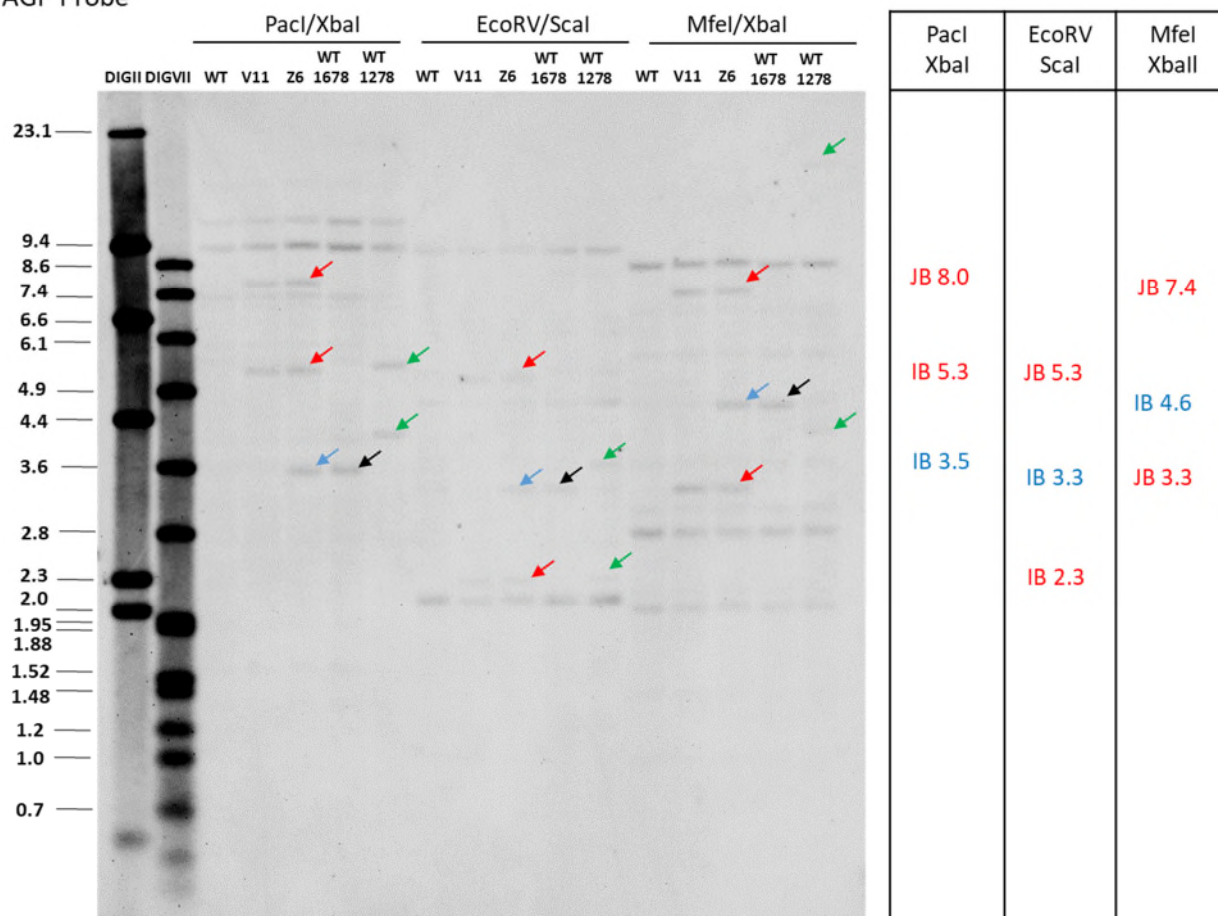 AGP Probe
PacI/XbaI EcoRV/ScaI MfeI/XbaI
DIGII DIGVII WT V11 Z6 WT 1678 WT 1278 WT V11 Z6 WT 1678 WT 1278 WT V11 Z6 WT 1678 WT 1278
23.1
9.4
8.6
7.4
6.6
6.1
4.9
4.4
3.6
2.8
2.3
2.0
1.95
1.88
1.52
1.48
1.2
1.0
0.7
PacI EcoRV MfeI
XbaI ScaI XbaII
JB 8.0 JB 7.4
IB 5.3 JB 5.3
IB 4.6
IB 3.5 IB 3.3 JB 3.3
IB 2.3